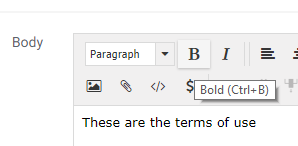 Body
Paragraph B I
</> $ Bold (Ctrl+B)
These are the terms of use